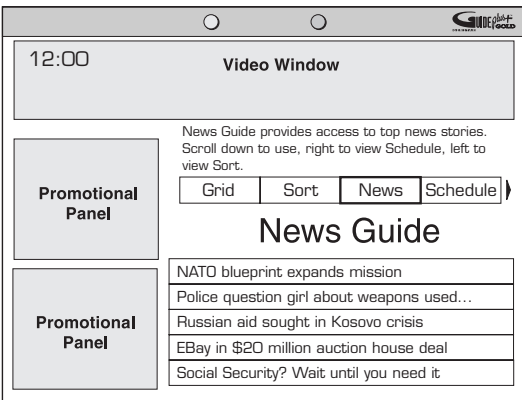 GUIDE plus+ GOLD
12:00
Video Window
News Guide provides access to top news stories.
Scroll down to use, right to view Schedule, left to
view Sort.
Grid Sort News Schedule
News Guide
Promotional
Panel
NATO blueprint expands mission
Police question girl about weapons used...
Russian aid sought in Kosovo crisis
EBay in $20 million auction house deal
Social Security? Wait until you need it
Promotional
Panel